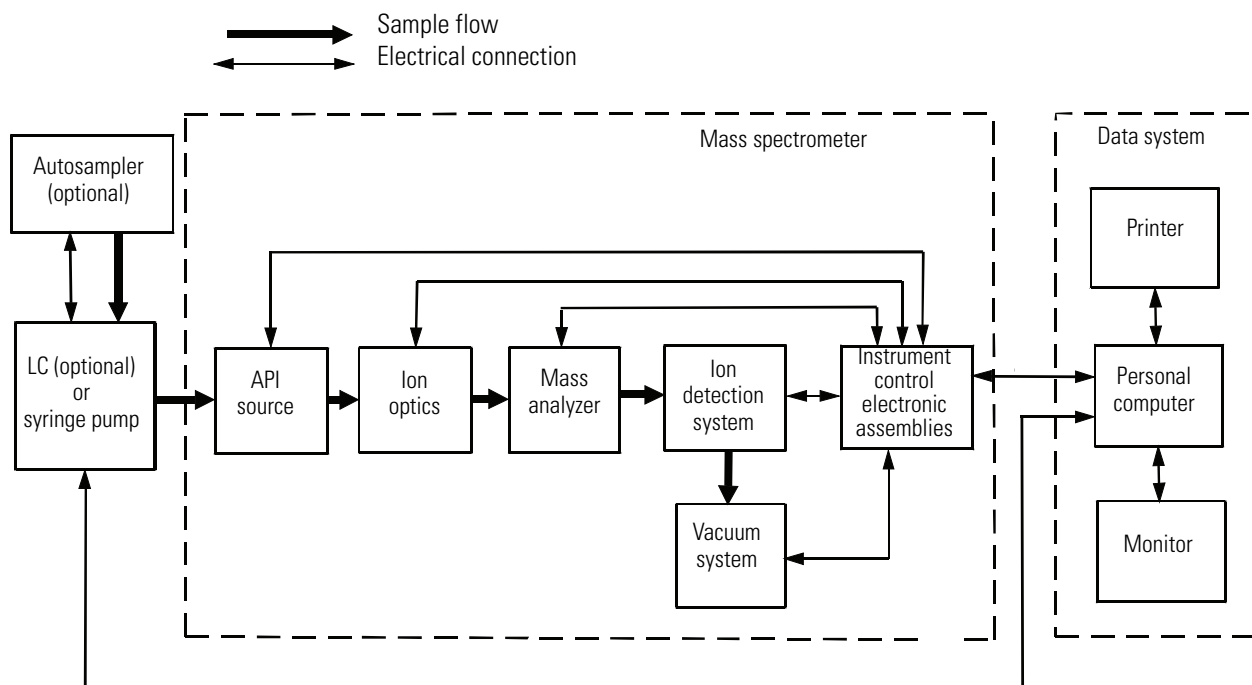 Sample flow
Electrical connection
Mass spectrometer
Data system
Autosampler
(optional)
Printer
LC (optional)
or
syringe pump
API
source
Ion
optics
Mass
analyzer
Ion
detection
system
Instrument
control
electronic
assemblies
Personal
computer
Vacuum
system
Monitor